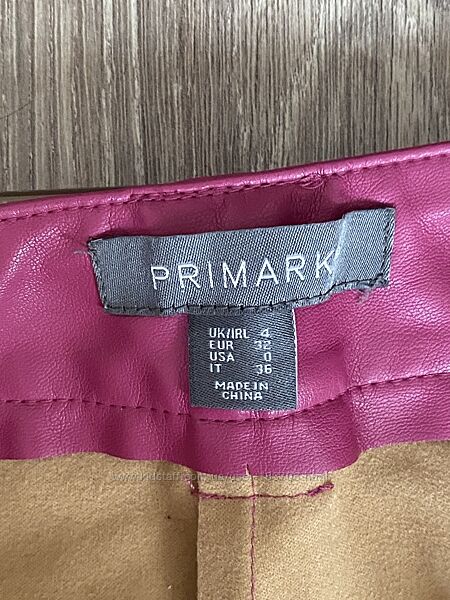 PRIMARK
UK/IRL 4
EUR 32
USA 0
IT 36
MADE IN
CHINA